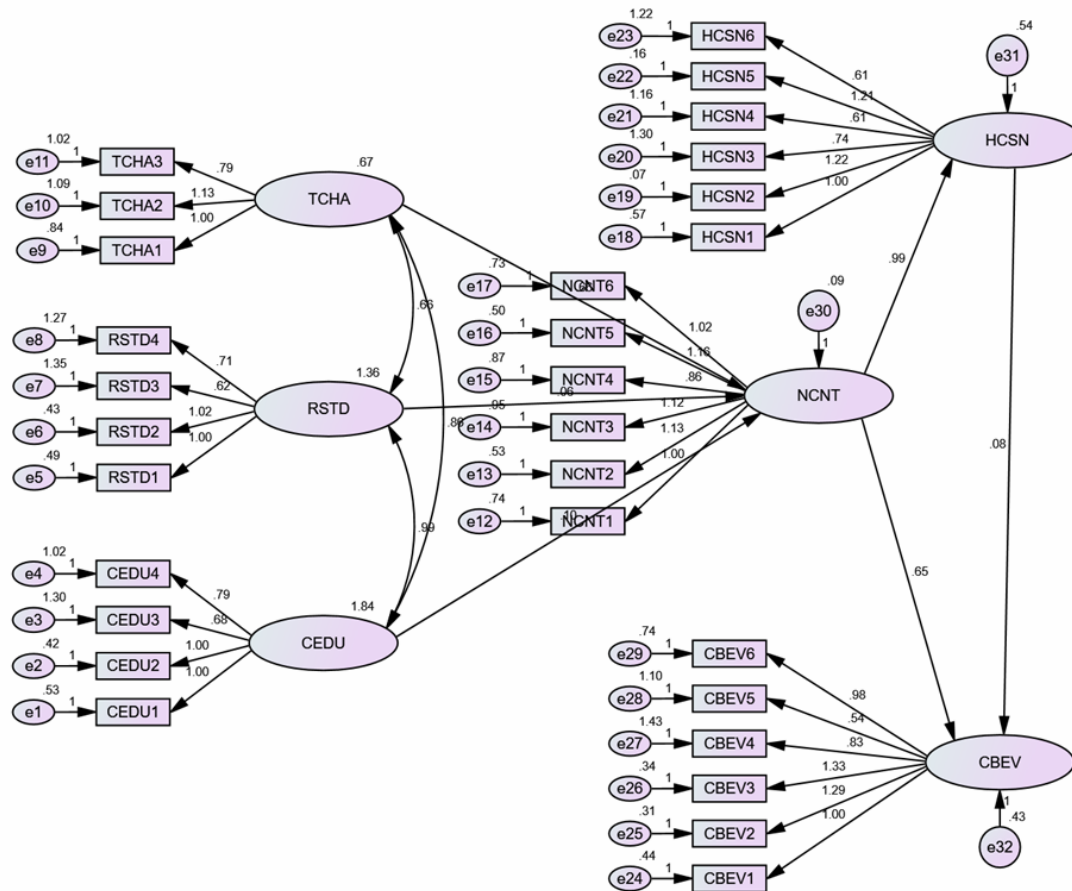 1.22
e23 1 HCSN6
.16
e22 1 HCSN5
1.16
e21 1 HCSN4
1.30
e20 1 HCSN3
.07
e19 1 HCSN2
.57
e18 1 HCSN1
.61
1.21
.61
.74
1.22
1.00
.54
e31
1
HCSN
1.02
e11 1 TCHA3
1.09
e10 1 TCHA2
.84
e9 1 TCHA1
.79
1.13
1.00
.67
TCHA
1.27
e8 1 RSTD4
1.35
e7 1 RSTD3
.43
e6 1 RSTD2
.49
e5 1 RSTD1
.71
.62
1.02
1.00
1.36
RSTD
1.02
e4 1 CEDU4
1.30
e3 1 CEDU3
.42
e2 1 CEDU2
.53
e1 1 CEDU1
.79
.68
1.00
1.00
1.84
CEDU
.99
.06
.10
.73
e17 1 NCNT6
.50
e16 1 NCNT5
.87
e15 1 NCNT4
.95
e14 1 NCNT3
.53
e13 1 NCNT2
.74
e12 1 NCNT1
1.02
1.16
.86
1.12
1.13
1.00
.09
e30
1
NCNT
.99
.08
.65
.74
e29 1 CBEV6
1.10
e28 1 CBEV5
1.43
e27 1 CBEV4
.34
e26 1 CBEV3
.31
e25 1 CBEV2
.44
e24 1 CBEV1
.98
.54
.83
1.33
1.29
1.00
CBEV
1
.43
e32